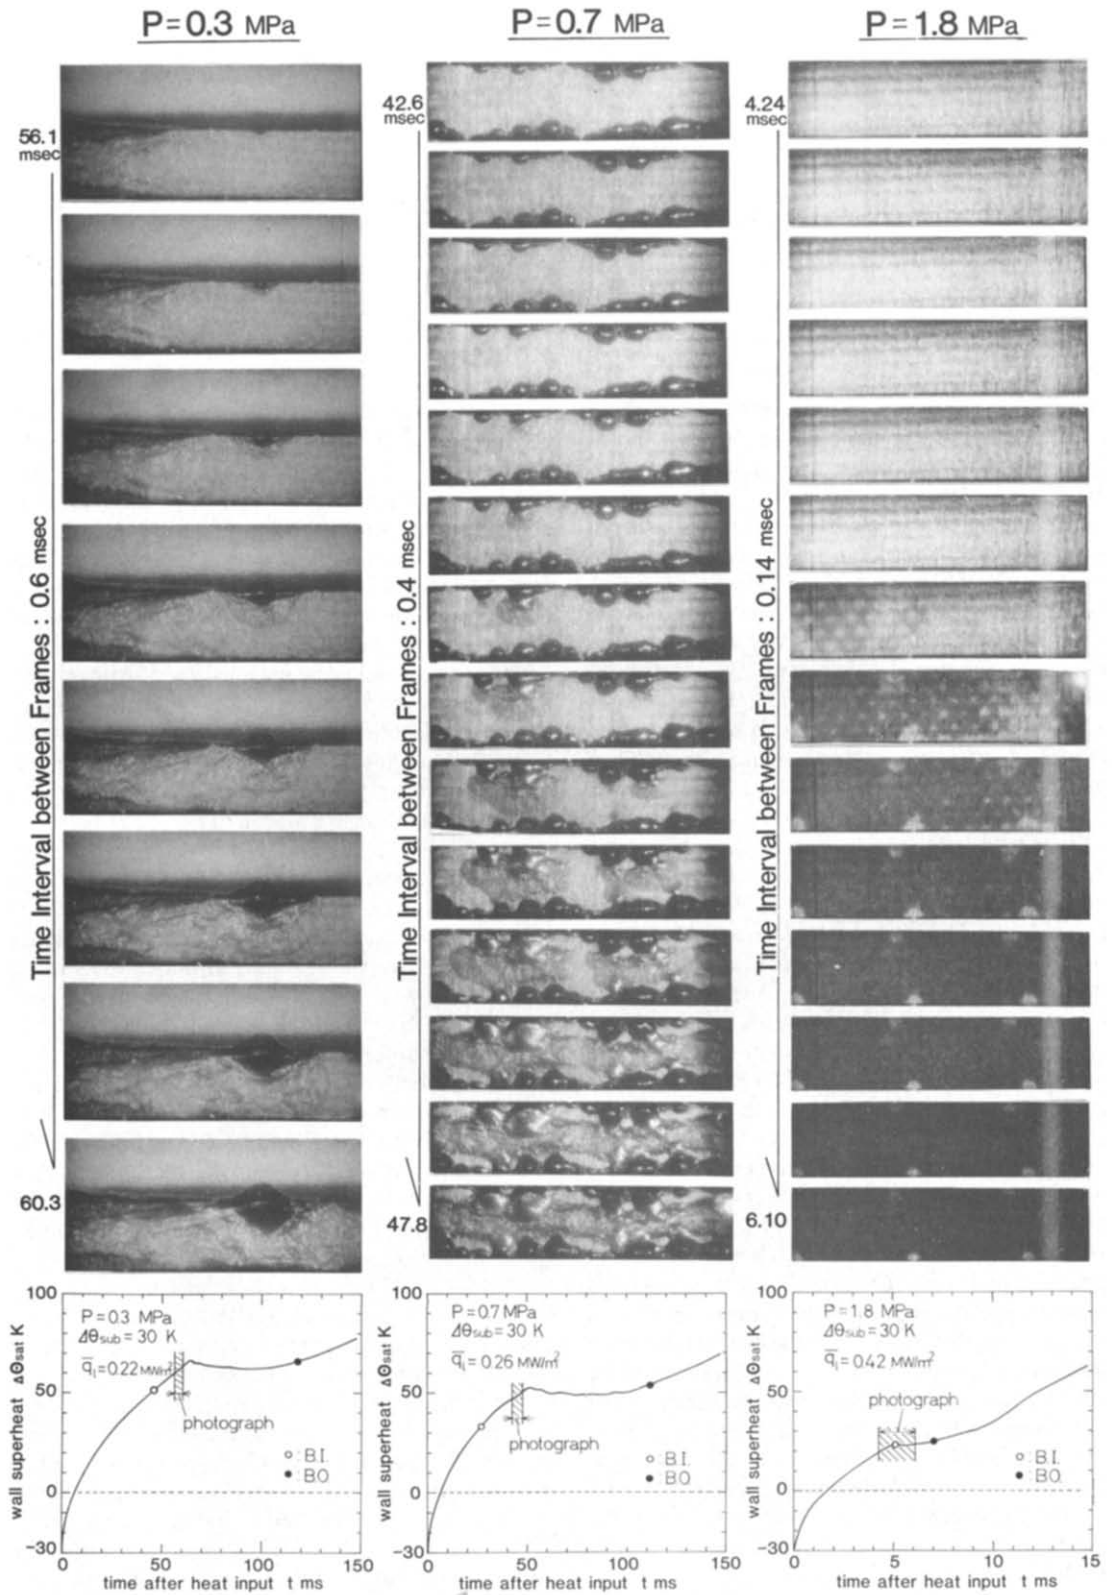 P=0.3 MPa
P=0.7 MPa
P=1.8 MPa
56.1
msec
42.6
msec
4.24
msec
Time Interval between Frames : 0.6 msec
Time Interval between Frames : 0.4 msec
Time Interval between Frames : 0.14 msec
60.3
47.8
6.10
100
50
0
-30
wall superheat ΔΘsat K
P=0.3 MPa
Δθsub=30 K
q̄i=0.22 MW/m²
photograph
○ : B.I.
● : B.O.
0 50 100 150
time after heat input t ms
100
50
0
-30
wall superheat ΔΘsat K
P=0.7 MPa
Δθsub=30 K
q̄i=0.26 MW/m²
photograph
○ : B.I.
● : B.O.
0 50 100 150
time after heat input t ms
100
50
0
-30
wall superheat ΔΘsat K
P=1.8 MPa
Δθsub=30 K
q̄i=0.42 MW/m²
photograph
○ : B.I.
● : B.O.
0 5 10 15
time after heat input t ms